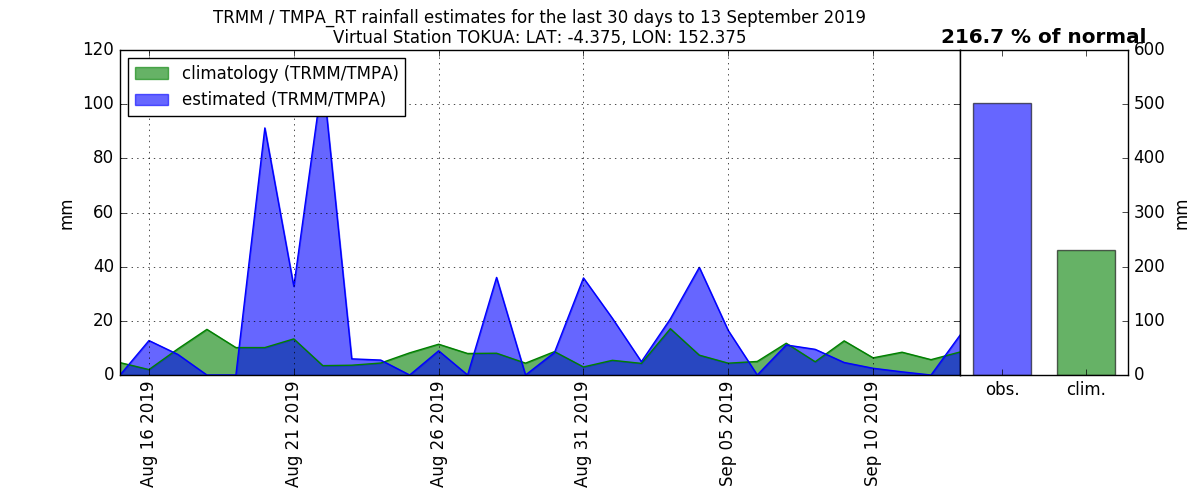 TRMM / TMPA_RT rainfall estimates for the last 30 days to 13 September 2019
Virtual Station TOKUA: LAT: -4.375, LON: 152.375
216.7 % of normal
climatology (TRMM/TMPA)
estimated (TRMM/TMPA)
120
100
80
60
40
20
0
mm
600
500
400
300
200
100
0
mm
Aug 16 2019
Aug 21 2019
Aug 26 2019
Aug 31 2019
Sep 05 2019
Sep 10 2019
obs.
clim.